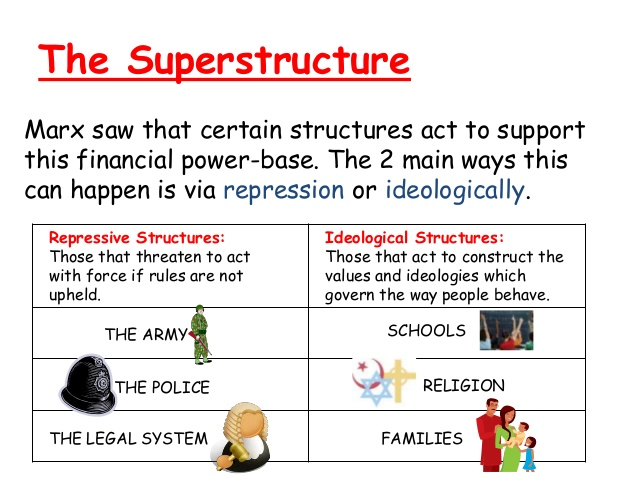 The Superstructure
Marx saw that certain structures act to support
this financial power-base. The 2 main ways this
can happen is via repression or ideologically.
Repressive Structures:
Those that threaten to act
with force if rules are not
upheld.
Ideological Structures:
Those that act to construct the
values and ideologies which
govern the way people behave.
THE ARMY
SCHOOLS
THE POLICE
RELIGION
THE LEGAL SYSTEM
FAMILIES